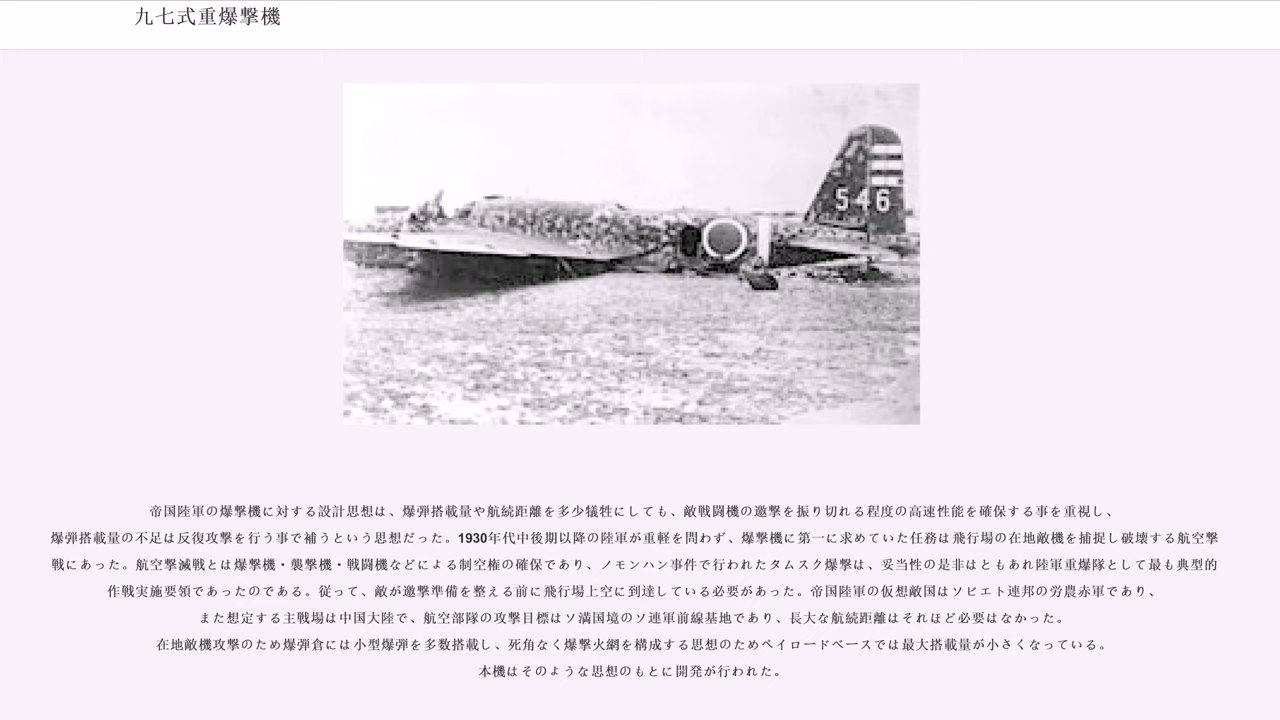 九七式重爆撃機
546
帝国陸軍の爆撃機に対する設計思想は、爆弾搭載量や航続距離を多少犠牲にしても、敵戦闘機の邀撃を振り切れる程度の高速性能を確保する事を重視し、
爆弾搭載量の不足は反復攻撃を行う事で補うという思想だった。1930年代中後期以降の陸軍が重軽を問わず、爆撃機に第一に求めていた任務は飛行場の在地敵機を捕捉し破壊する航空撃
戦にあった。航空撃滅戦とは爆撃機・襲撃機・戦闘機などによる制空権の確保であり、ノモンハン事件で行われたタムスク爆撃は、妥当性の是非はともあれ陸軍重爆隊として最も典型的
作戦実施要領であったのである。従って、敵が邀撃準備を整える前に飛行場上空に到達している必要があった。帝国陸軍の仮想敵国はソビエト連邦の労農赤軍であり、
また想定する主戦場は中国大陸で、航空部隊の攻撃目標はソ満国境のソ連軍前線基地であり、長大な航続距離はそれほど必要はなかった。
在地敵機攻撃のため爆弾倉には小型爆弾を多数搭載し、死角なく爆撃火網を構成する思想のためペイロードベースでは最大搭載量が小さくなっている。
本機はそのような思想のもとに開発が行われた。